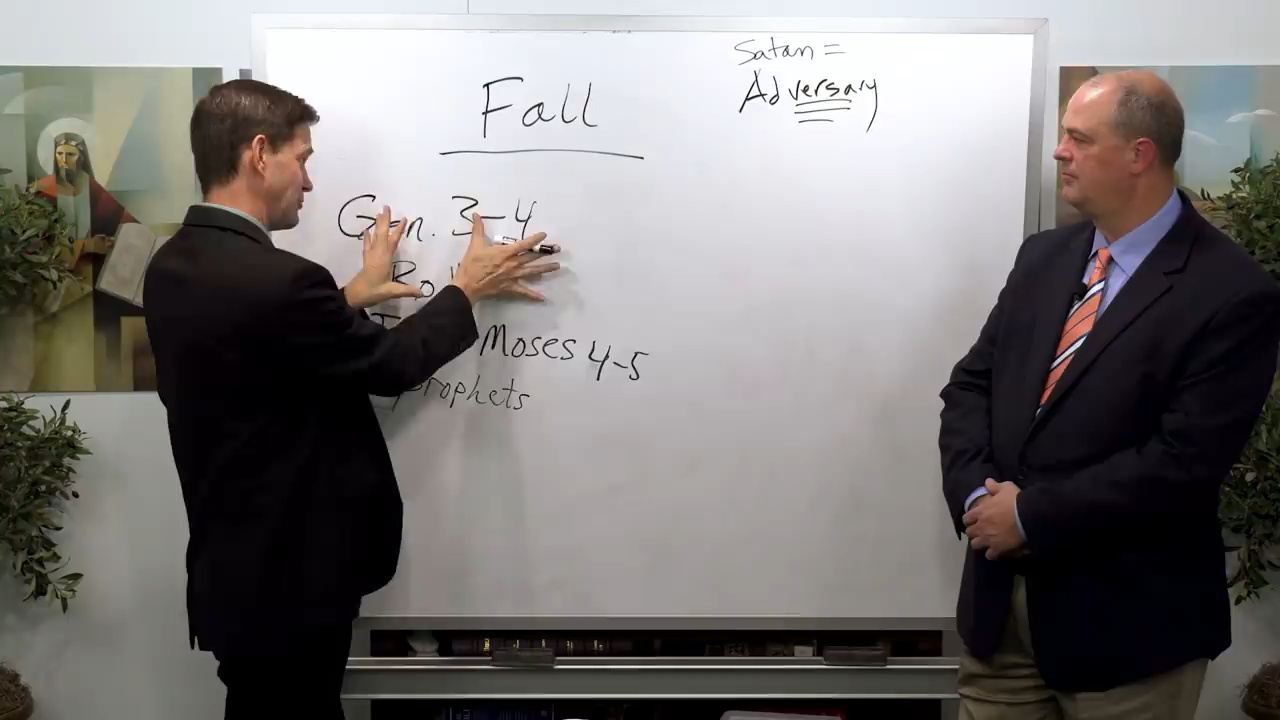 Satan =
Adversary
Fall
Gen. 3-4
Moses 4-5
prophets